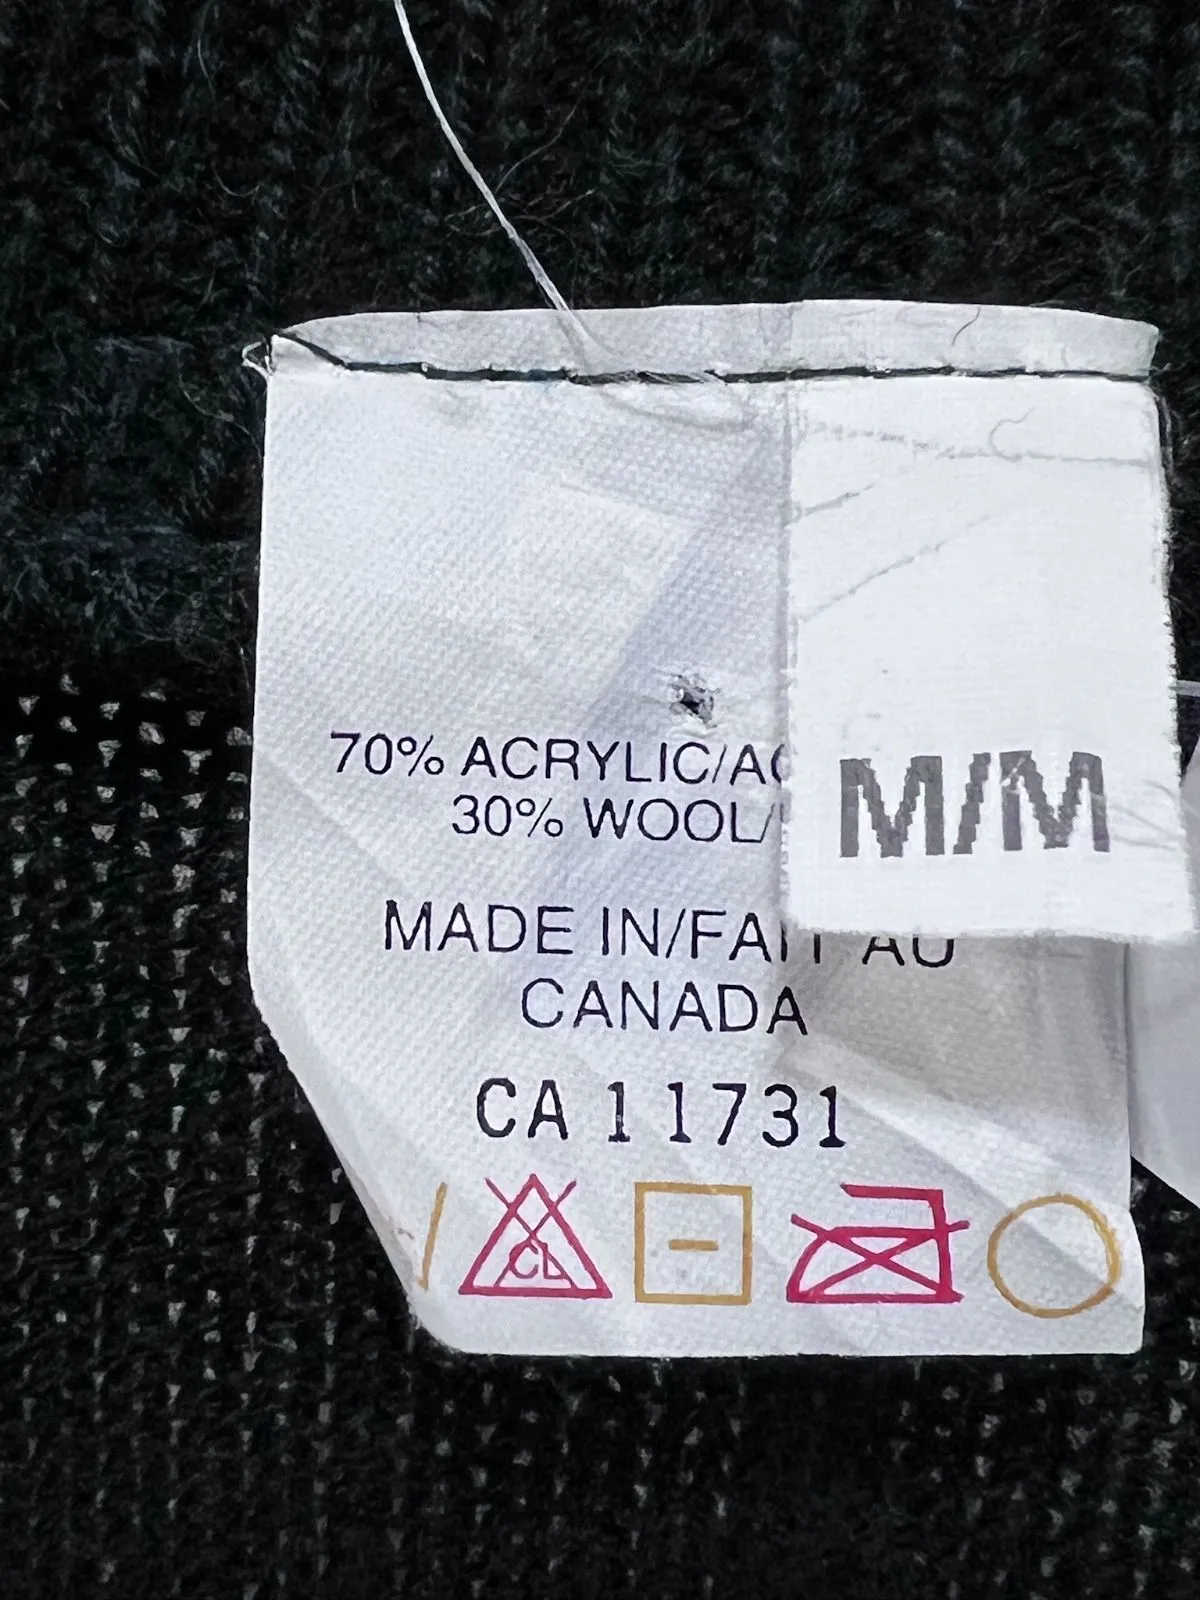 70% ACRYLIC/AC
30% WOOL/
M/M
MADE IN/FAIT AU
CANADA
CA 11731
CL